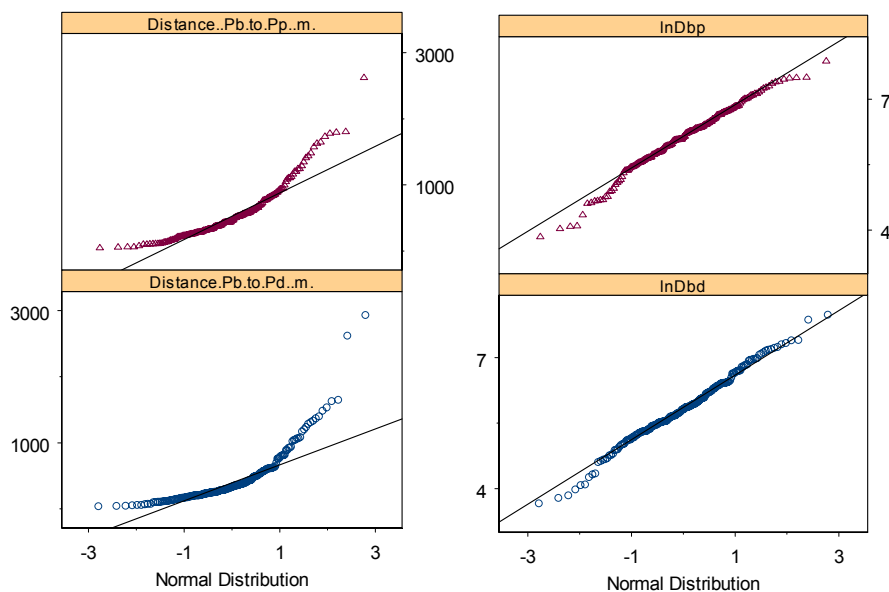 Distance..Pb.to.Pp..m.
3000
1000
Distance.Pb.to.Pd..m.
3000
1000
-3 -1 1 3
Normal Distribution
lnDbp
7
4
lnDbd
7
4
-3 -1 1 3
Normal Distribution